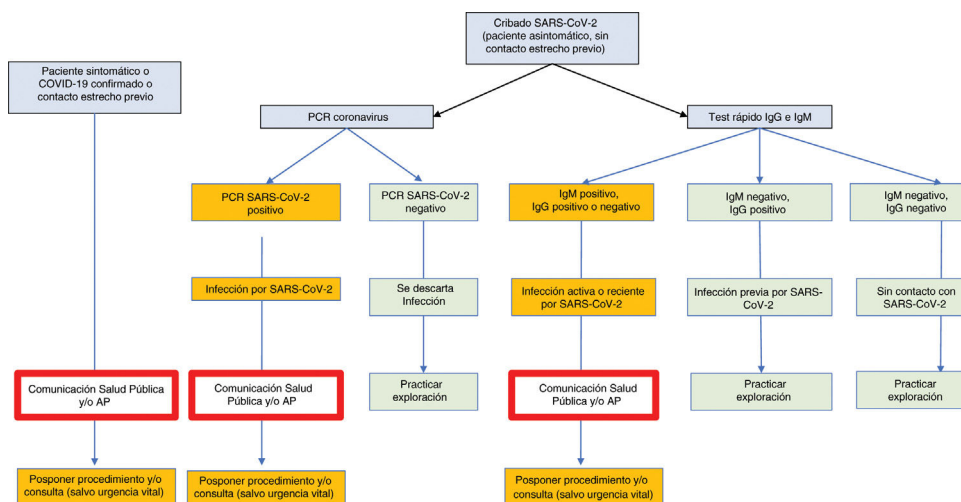 Cribado SARS-CoV-2
(paciente asintomático, sin
contacto estrecho previo)
Paciente sintomático o
COVID-19 confirmado o
contacto estrecho previo
PCR coronavirus
Test rápido IgG e IgM
PCR SARS-CoV-2
positivo
PCR SARS-CoV-2
negativo
IgM positivo,
IgG positivo o negativo
IgM negativo,
IgG positivo
IgM negativo,
IgG negativo
Infección por SARS-CoV-2
Se descarta
Infección
Infección activa o reciente
por SARS-CoV-2
Infección previa por SARS-
CoV-2
Sin contacto con
SARS-CoV-2
Comunicación Salud Pública
y/o AP
Comunicación Salud
Pública y/o AP
Practicar
exploración
Comunicación Salud
Pública y/o AP
Practicar
exploración
Practicar
exploración
Posponer procedimiento y/o
consulta (salvo urgencia vital)
Posponer procedimiento y/o
consulta (salvo urgencia vital)
Posponer procedimiento y/o
consulta (salvo urgencia vital)